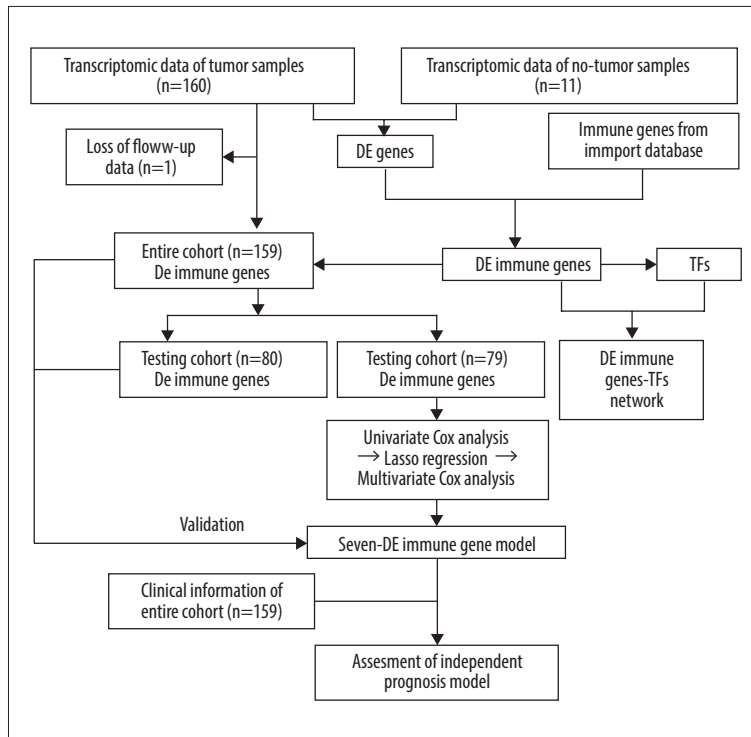 Transcriptomic data of tumor samples
(n=160)
Transcriptomic data of no-tumor samples
(n=11)
Loss of floww-up
data (n=1)
DE genes
Immune genes from
immport database
Entire cohort (n=159)
De immune genes
DE immune genes
TFs
Testing cohort (n=80)
De immune genes
Testing cohort (n=79)
De immune genes
DE immune
genes-TFs
network
Univariate Cox analysis
→ Lasso regression →
Multivariate Cox analysis
Validation
Seven-DE immune gene model
Clinical information of
entire cohort (n=159)
Assesment of independent
prognosis model